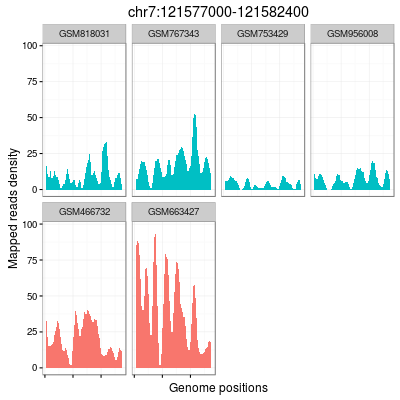 chr7:121577000-121582400
GSM818031 GSM767343 GSM753429 GSM956008
100
75
50
25
0
GSM466732 GSM663427
100
75
50
25
0
Mapped reads density
Genome positions